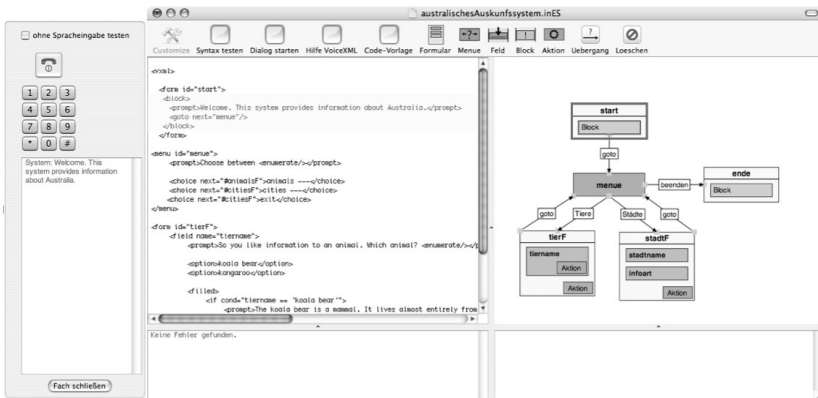 australischesAuskunfssystem.inES
ohne Spracheingabe testen
1 2 3
4 5 6
7 8 9
* 0 #
System: Welcome. This
system provides information
about Australia.
Fach schließen
Customize Syntax testen Dialog starten Hilfe VoiceXML Code-Vorlage Formular Menue Feld Block Aktion Uebergang Loeschen
<form id="start">
<block>
<prompt>Welcome. This system provides information about Australia.</prompt>
<goto next="menue"/>
</block>
</form>
<menu id="menue">
<prompt>Choose between <enumerate/></prompt>
<choice next="#animalsF">animals ---</choice>
<choice next="#citiesF">cities ---</choice>
<choice next="#citiesF">exit</choice>
</menu>
<form id="tierF">
<field name="tiername">
<prompt>So you like information to an animal. Which animal? <enumerate/></p
<option>koala bear</option>
<option>kangaroo</option>
<filled>
<if cond="tiername == 'koala bear'">
<prompt>The koala bear is a mammal. It lives almost entirely from
Keine Fehler gefunden.
start
Block
goto
menue
beenden
ende
Block
goto
Tiere
Städte
goto
tierF
tiername
Aktion
Aktion
stadtF
stadtname
infoart
Aktion